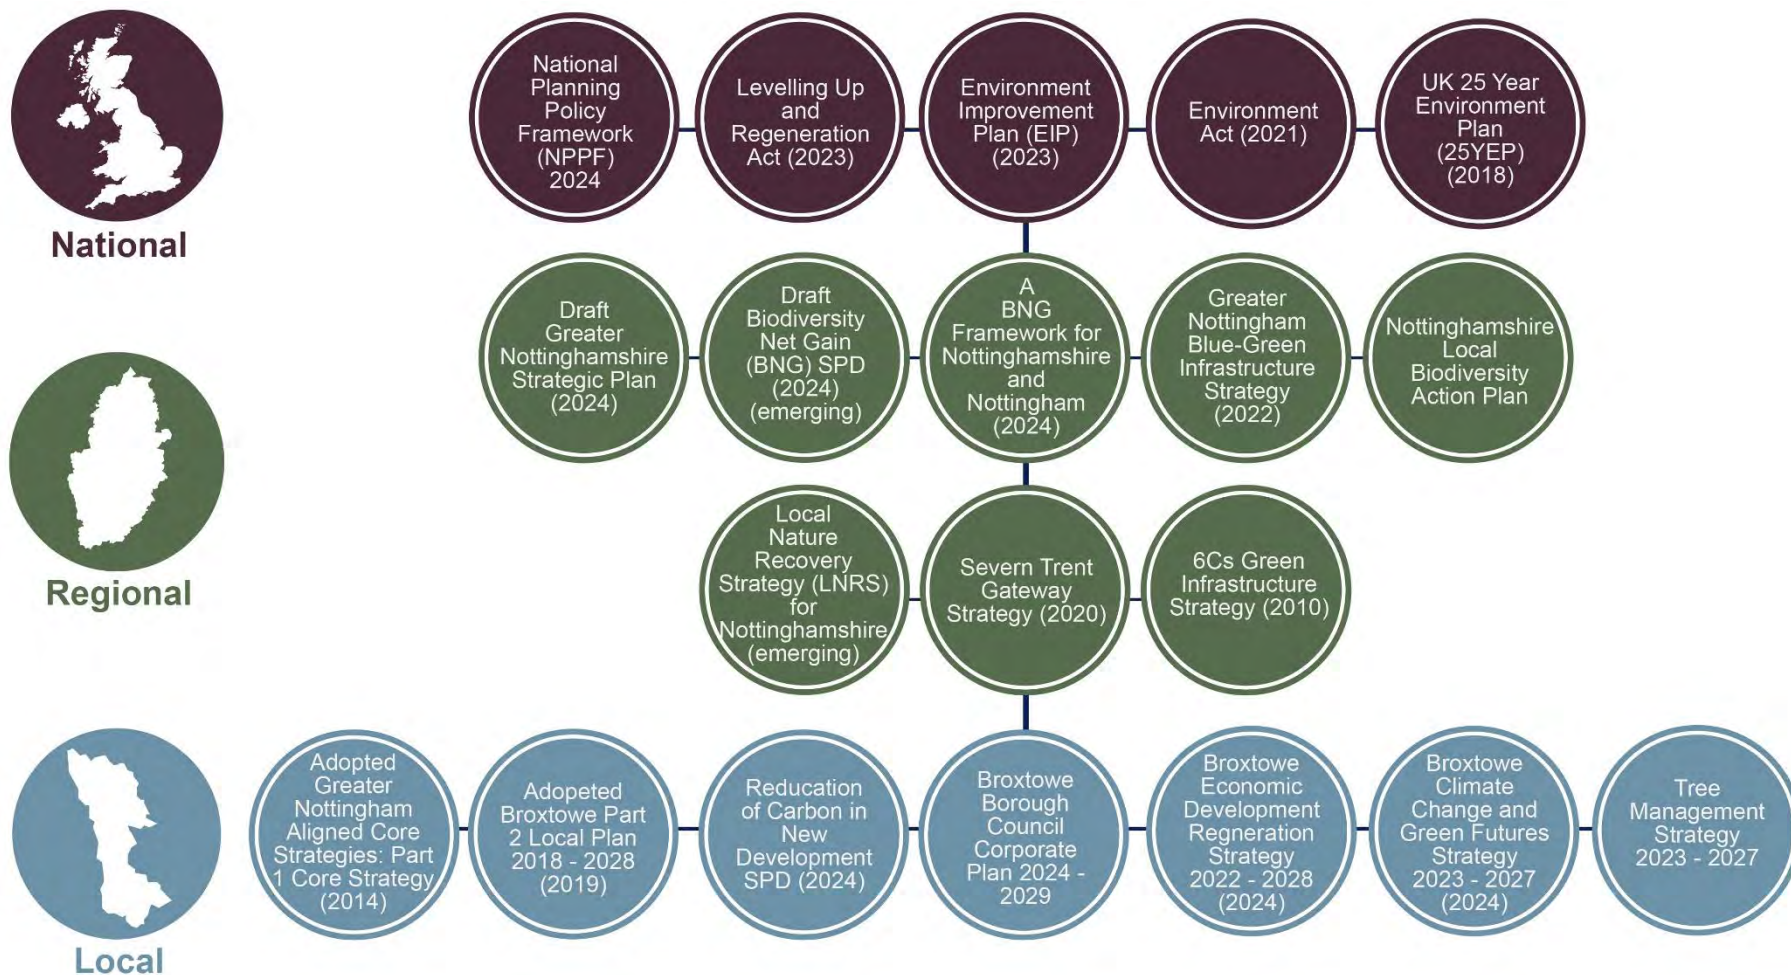 National
National
Planning
Policy
Framework
(NPPF)
2024
Levelling Up
and
Regeneration
Act (2023)
Environment
Improvement
Plan (EIP)
(2023)
Environment
Act (2021)
UK 25 Year
Environment
Plan
(25YEP)
(2018)
Regional
Draft
Greater
Nottinghamshire
Strategic Plan
(2024)
Draft
Biodiversity
Net Gain
(BNG) SPD
(2024)
(emerging)
A
BNG
Framework for
Nottinghamshire
and
Nottingham
(2024)
Greater
Nottingham
Blue-Green
Infrastructure
Strategy
(2022)
Nottinghamshire
Local
Biodiversity
Action Plan
Local
Nature
Recovery
Strategy (LNRS)
for
Nottinghamshire
(emerging)
Severn Trent
Gateway
Strategy (2020)
6Cs Green
Infrastructure
Strategy (2010)
Local
Adopted
Greater
Nottingham
Aligned Core
Strategies: Part
1 Core Strategy
(2014)
Adopeted
Broxtowe Part
2 Local Plan
2018 - 2028
(2019)
Reducation
of Carbon in
New
Development
SPD (2024)
Broxtowe
Borough
Council
Corporate
Plan 2024 -
2029
Broxtowe
Economic
Development
Regneration
Strategy
2022 - 2028
(2024)
Broxtowe
Climate
Change and
Green Futures
Strategy
2023 - 2027
(2024)
Tree
Management
Strategy
2023 - 2027